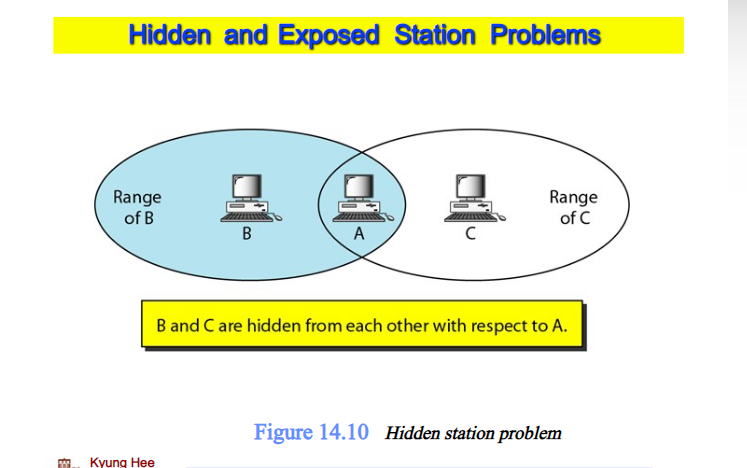 Hidden and Exposed Station Problems
Range
of B
B
A
C
Range
of C
B and C are hidden from each other with respect to A.
Figure 14.10 Hidden station problem
Kyung Hee